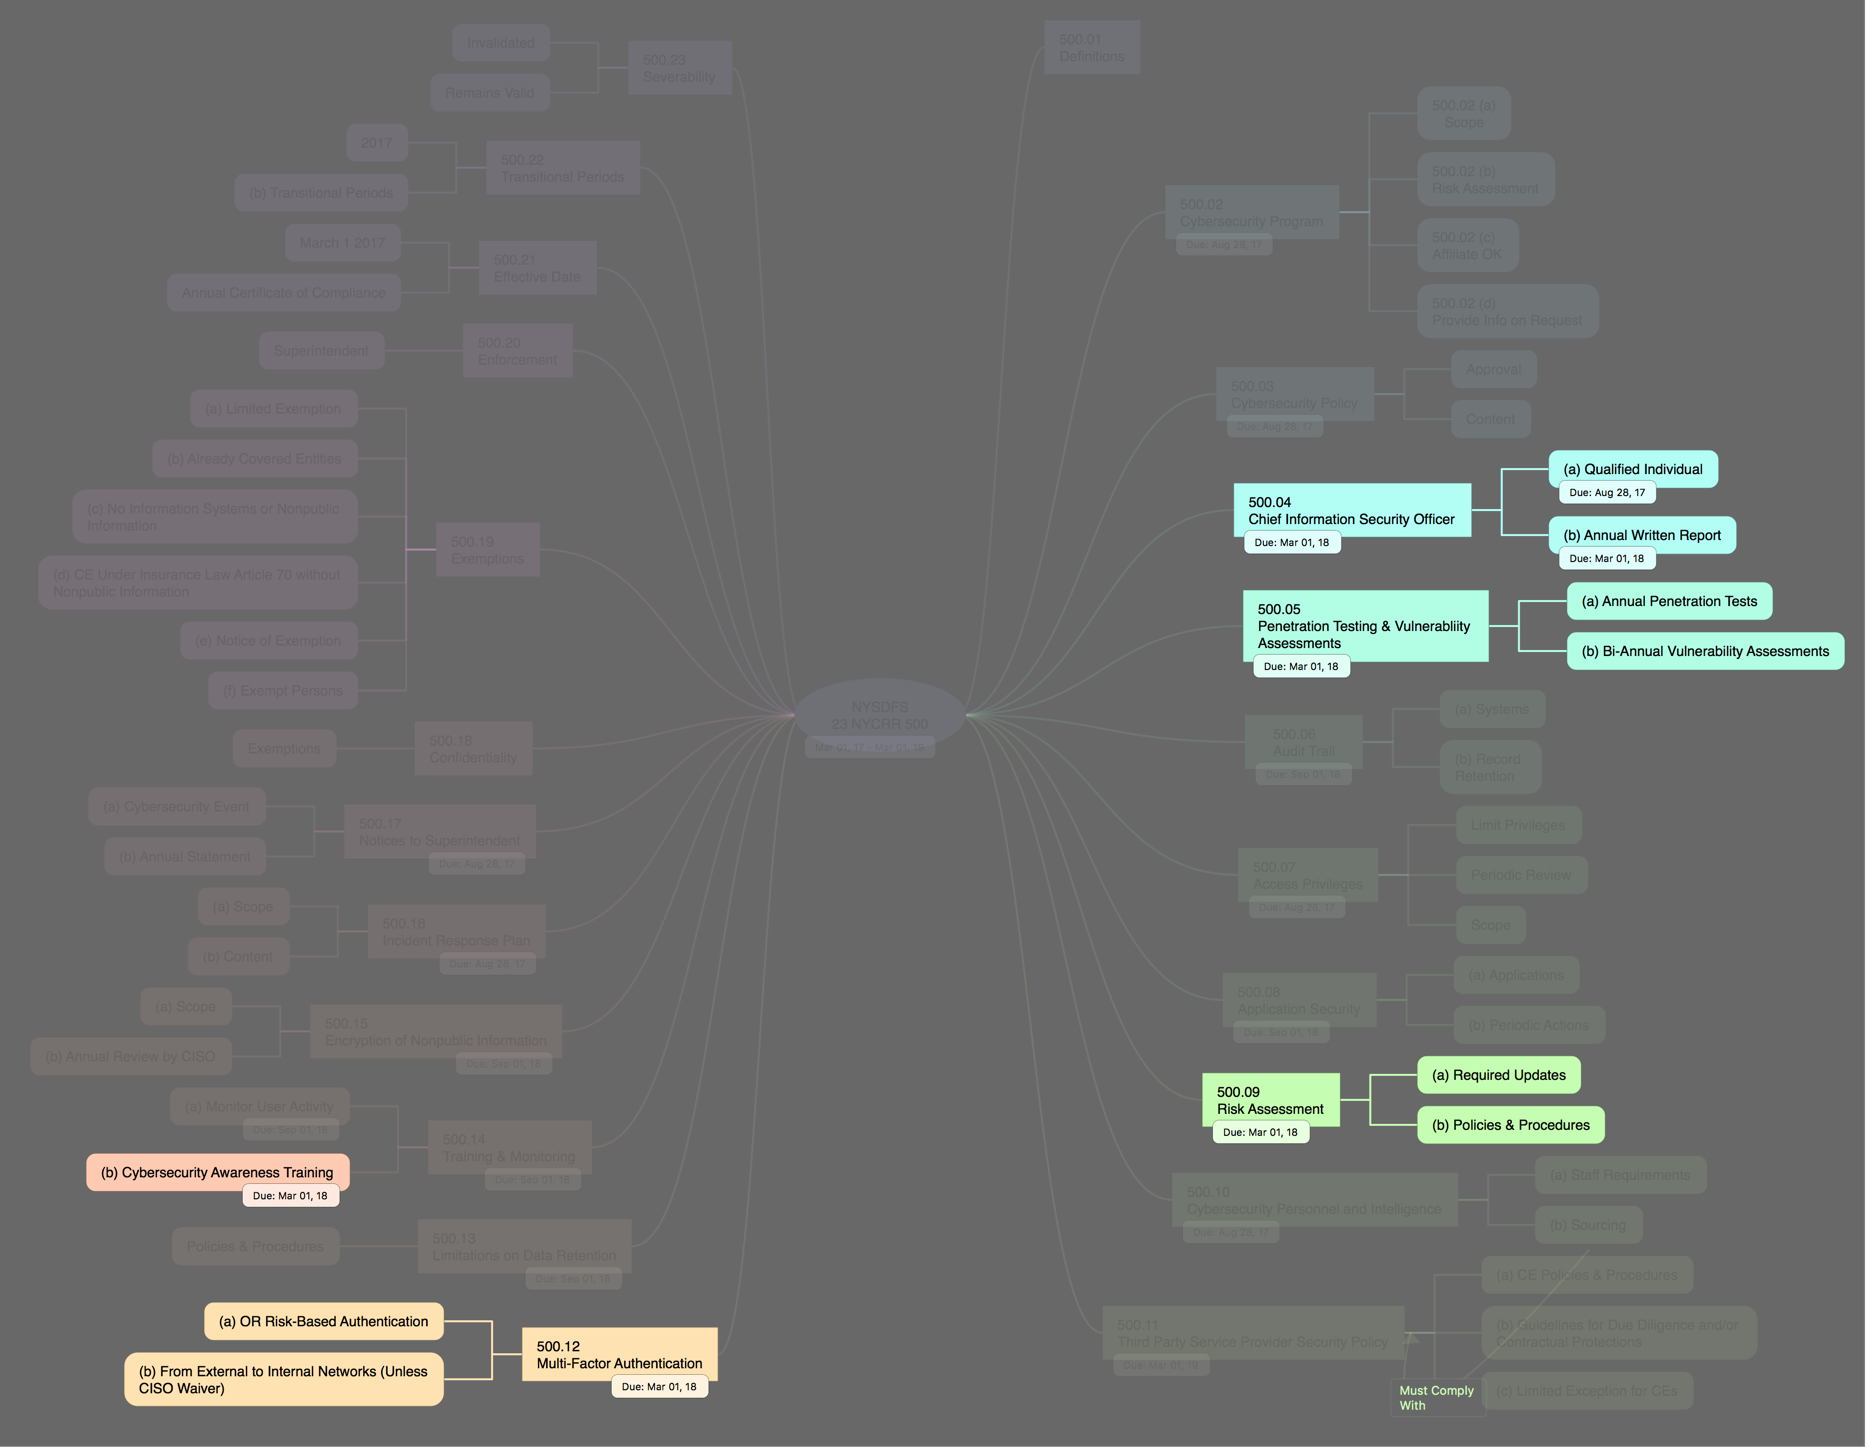 Invalidated
Remains Valid
500.23
Severability
2017
(b) Transitional Periods
500.22
Transitional Periods
March 1 2017
Annual Certificate of Compliance
500.21
Effective Date
Superintendent
500.20
Enforcement
(a) Limited Exemption
(b) Already Covered Entities
(c) No Information Systems or Nonpublic
Information
(d) CE Under Insurance Law Article 70 without
Nonpublic Information
(e) Notice of Exemption
(f) Exempt Persons
500.19
Exemptions
Exemptions
500.18
Confidentiality
(a) Cybersecurity Event
(b) Annual Statement
500.17
Notices to Superintendent
Due: Aug 28, 17
(a) Scope
(b) Content
500.16
Incident Response Plan
Due: Aug 28, 17
(a) Scope
(b) Annual Review by CISO
500.15
Encryption of Nonpublic Information
Due: Sep 01, 18
(a) Monitor User Activity
Due: Sep 01, 18
(b) Cybersecurity Awareness Training
Due: Mar 01, 18
500.14
Training & Monitoring
Due: Sep 01, 18
Policies & Procedures
500.13
Limitations on Data Retention
Due: Sep 01, 18
(a) OR Risk-Based Authentication
(b) From External to Internal Networks (Unless
CISO Waiver)
500.12
Multi-Factor Authentication
Due: Mar 01, 18
NYSDFS
23 NYCRR 500
Mar 01, 17 - Mar 01, 19
500.01
Definitions
500.02
Cybersecurity Program
Due: Aug 28, 17
500.02 (a)
Scope
500.02 (b)
Risk Assessment
500.02 (c)
Affiliate OK
500.02 (d)
Provide Info on Request
500.03
Cybersecurity Policy
Due: Aug 28, 17
Approval
Content
500.04
Chief Information Security Officer
Due: Mar 01, 18
(a) Qualified Individual
Due: Aug 28, 17
(b) Annual Written Report
Due: Mar 01, 18
500.05
Penetration Testing & Vulnerabliity
Assessments
Due: Mar 01, 18
(a) Annual Penetration Tests
(b) Bi-Annual Vulnerability Assessments
500.06
Audit Trail
Due: Sep 01, 18
(a) Systems
(b) Record
Retention
500.07
Access Privileges
Due: Aug 28, 17
Limit Privileges
Periodic Review
Scope
500.08
Application Security
Due: Sep 01, 18
(a) Applications
(b) Periodic Actions
500.09
Risk Assessment
Due: Mar 01, 18
(a) Required Updates
(b) Policies & Procedures
500.10
Cybersecurity Personnel and Intelligence
Due: Aug 28, 17
(a) Staff Requirements
(b) Sourcing
500.11
Third Party Service Provider Security Policy
Due: Mar 01, 19
(a) CE Policies & Procedures
(b) Guidelines for Due Diligence and/or
Contractual Protections
(c) Limited Exception for CEs
Must Comply
With